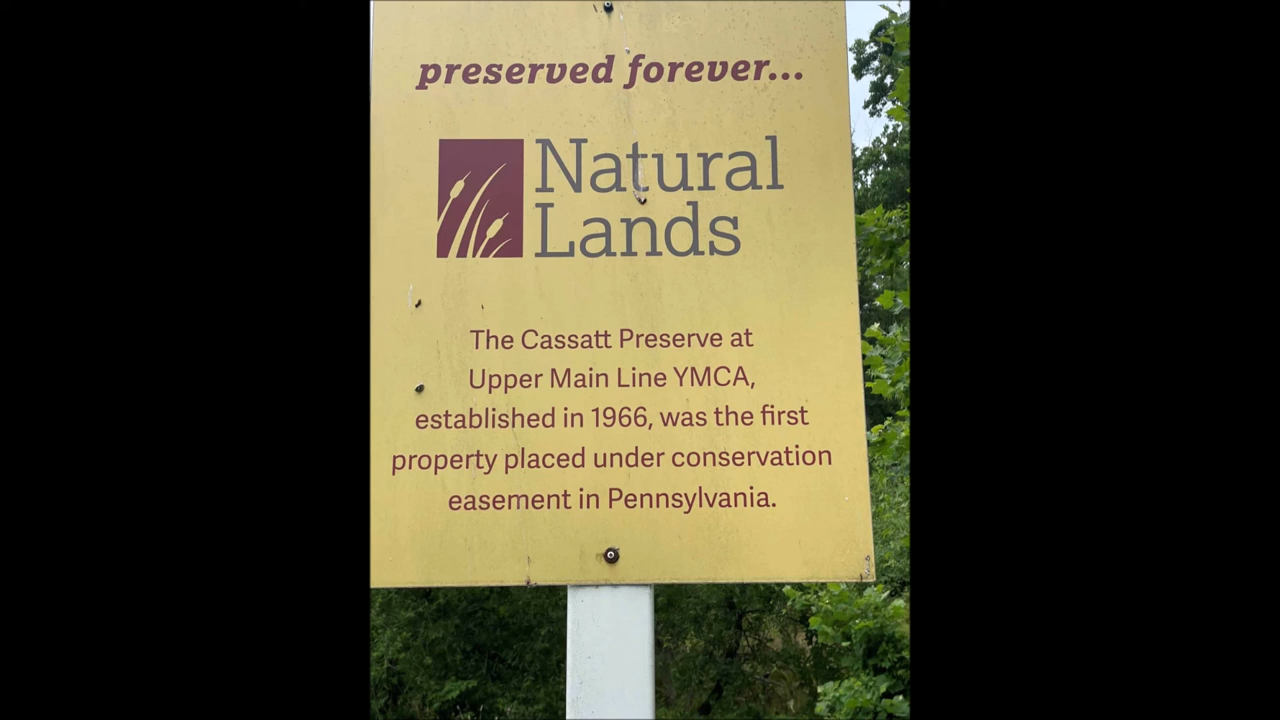 preserved forever...
Natural
Lands
The Cassatt Preserve at
Upper Main Line YMCA,
established in 1966, was the first
property placed under conservation
easement in Pennsylvania.